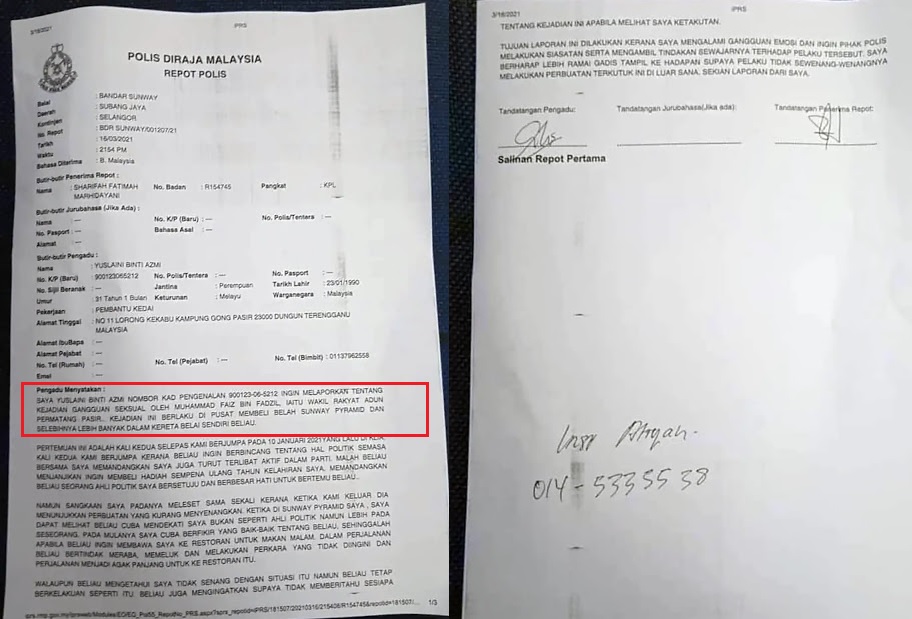 3/16/2021
IPRS
POLIS DIRAJA MALAYSIA
REPOT POLIS
Balai : BANDAR SUNWAY
Daerah : SUBANG JAYA
Kontinjen : SELANGOR
No. Repot : BDR SUNWAY/001207/21
Tarikh : 16/03/2021
Waktu : 2154 PM
Bahasa Diterima : B. Malaysia
Butir-butir Penerima Repot :
Nama : SHARIFAH FATIMAH MARHIDAYANI No. Badan : R154745 Pangkat : KPL
Butir-butir Jurubahasa (Jika Ada) :
Nama : --- No. K/P (Baru) : --- No. Polis/Tentera : ---
No. Pasport : --- Bahasa Asal : ---
Alamat : ---
Butir-butir Pengadu :
Nama : YUSLAINI BINTI AZMI
No. K/P (Baru) : 900123065212 No. Polis/Tentera : --- No. Pasport : ---
No. Sijil Beranak : --- Jantina : Perempuan Tarikh Lahir : 23/01/1990
Umur : 31 Tahun 1 Bulan Keturunan : Melayu Warganegara : Malaysia
Pekerjaan : PEMBANTU KEDAI
Alamat Tinggal : NO 11 LORONG KEKABU KAMPUNG GONG PASIR 23000 DUNGUN TERENGGANU
MALAYSIA
Alamat IbuBapa : ---
Alamat Pejabat : ---
No. Tel (Rumah) : --- No. Tel (Pejabat) : --- No. Tel (Bimbit) : 01137962558
Emel : ---
Pengadu Menyatakan :
SAYA YUSLAINI BINTI AZMI NOMBOR KAD PENGENALAN 900123-06-5212 INGIN MELAPORKAN TENTANG
KEJADIAN GANGGUAN SEKSUAL OLEH MUHAMMAD FAIZ BIN FADZIL, IAITU WAKIL RAKYAT ADUN
PERMATANG PASIR. KEJADIAN INI BERLAKU DI PUSAT MEMBELI BELAH SUNWAY PYRAMID DAN
SELEBIHNYA LEBIH BANYAK DALAM KERETA BELAI SENDIRI BELIAU.
PERTEMUAN INI ADALAH KALI KEDUA SELEPAS KAMI BERJUMPA PADA 10 JANUARI 2021 YANG LALU DI
KALI KEDUA KAMI BERJUMPA KERANA BELIAU INGIN BERBINCANG TENTANG HAL POLITIK SEMASA
BERSAMA SAYA MEMANDANGKAN SAYA JUGA TURUT TERLIBAT AKTIF DALAM PARTI. MALAH BELIAU
MENJANJIKAN INGIN MEMBELI HADIAH SEMPENA ULANG TAHUN KELAHIRAN SAYA, MEMANDANGKAN
BELIAU SEORANG AHLI POLITIK SAYA BERSETUJU DAN BERBESAR HATI UNTUK BERTEMU BELIAU.
NAMUN SANGKAAN SAYA PADANYA MELESET SAMA SEKALI KERANA KETIKA KAMI KELUAR DIA
MENUNJUKKAN PERBUATAN YANG KURANG MENYENANGKAN. KETIKA DI SUNWAY PYRAMID SAYA , SAYA
DAPAT MELIHAT BELIAU CUBA MENDEKATI SAYA BUKAN SEPERTI AHLI POLITIK NAMUN LEBIH PADA
SESEORANG. PADA MULANYA SAYA CUBA BERFIKIR YANG BAIK-BAIK TENTANG BELIAU, SEHINGGALAH
APABILA BELIAU INGIN MEMBAWA SAYA KE RESTORAN UNTUK MAKAN MALAM. DALAM PERJALANAN
BELIAU BERTINDAK MERABA, MEMELUK DAN MELAKUKAN PERKARA YANG TIDAK DIINGINI DAN
PERJALANAN MENJADI AGAK PANJANG UNTUK KE RESTORAN ITU.
WALAUPUN BELIAU MENGETAHUI SAYA TIDAK SENANG DENGAN SITUASI ITU NAMUN BELIAU TETAP
BERKELAKUAN SEPERTI ITU. BELIAU JUGA MENGINGATKAN SUPAYA TIDAK MEMBERITAHU SESIAPA
1/3
3/16/2021
IPRS
TENTANG KEJADIAN INI APABILA MELIHAT SAYA KETAKUTAN.
TUJUAN LAPORAN INI DILAKUKAN KERANA SAYA MENGALAMI GANGGUAN EMOSI DAN INGIN PIHAK POLIS
MELAKUKAN SIASATAN SERTA MENGAMBIL TINDAKAN SEWAJARNYA TERHADAP PELAKU TERSEBUT. SAYA
BERHARAP LEBIH RAMAI GADIS TAMPIL KE HADAPAN SUPAYA PELAKU TIDAK SEWENANG-WENANGNYA
MELAKUKAN PERBUATAN TERKUTUK INI DI LUAR SANA. SEKIAN LAPORAN DARI SAYA.
Tandatangan Pengadu: Tandatangan Jurubahasa(Jika ada): Tandatangan Penerima Repot:
Salinan Repot Pertama
014-5335538